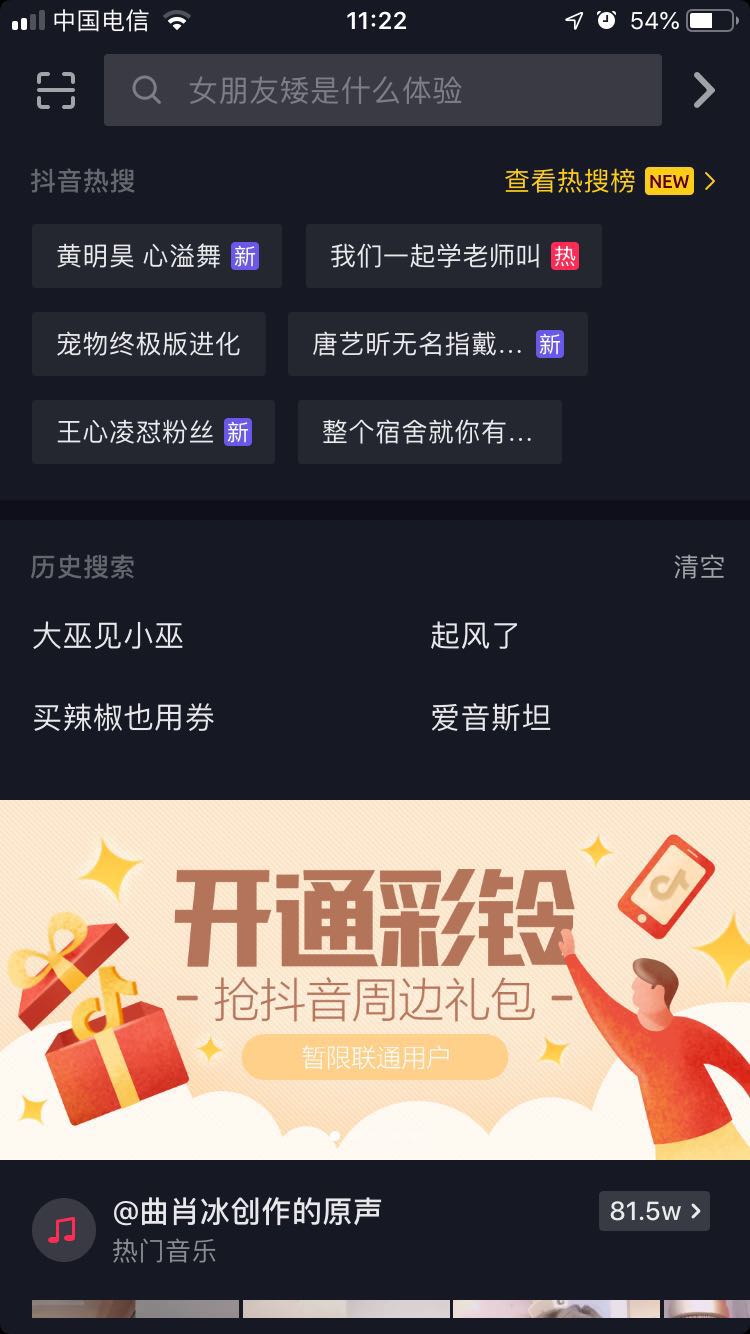 中国电信
11:22
54%
女朋友矮是什么体验
抖音热搜
查看热搜榜 NEW
黄明昊 心溢舞 新
我们一起学老师叫 热
宠物终极版进化
唐艺昕无名指戴... 新
王心凌怼粉丝 新
整个宿舍就你有...
历史搜索
清空
大巫见小巫
起风了
买辣椒也用券
爱音斯坦
开通彩铃
- 抢抖音周边礼包 -
暂限联通用户
@曲肖冰创作的原声
81.5w
热门音乐